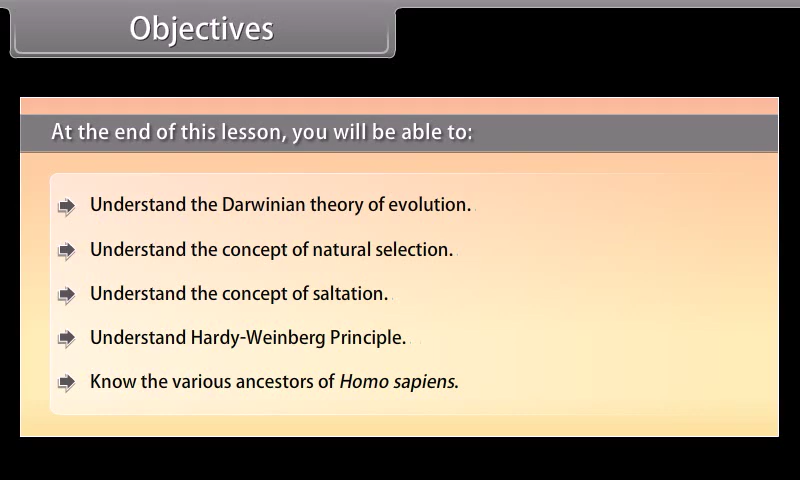 Objectives
At the end of this lesson, you will be able to:
Understand the Darwinian theory of evolution.
Understand the concept of natural selection.
Understand the concept of saltation.
Understand Hardy-Weinberg Principle.
Know the various ancestors of Homo sapiens.